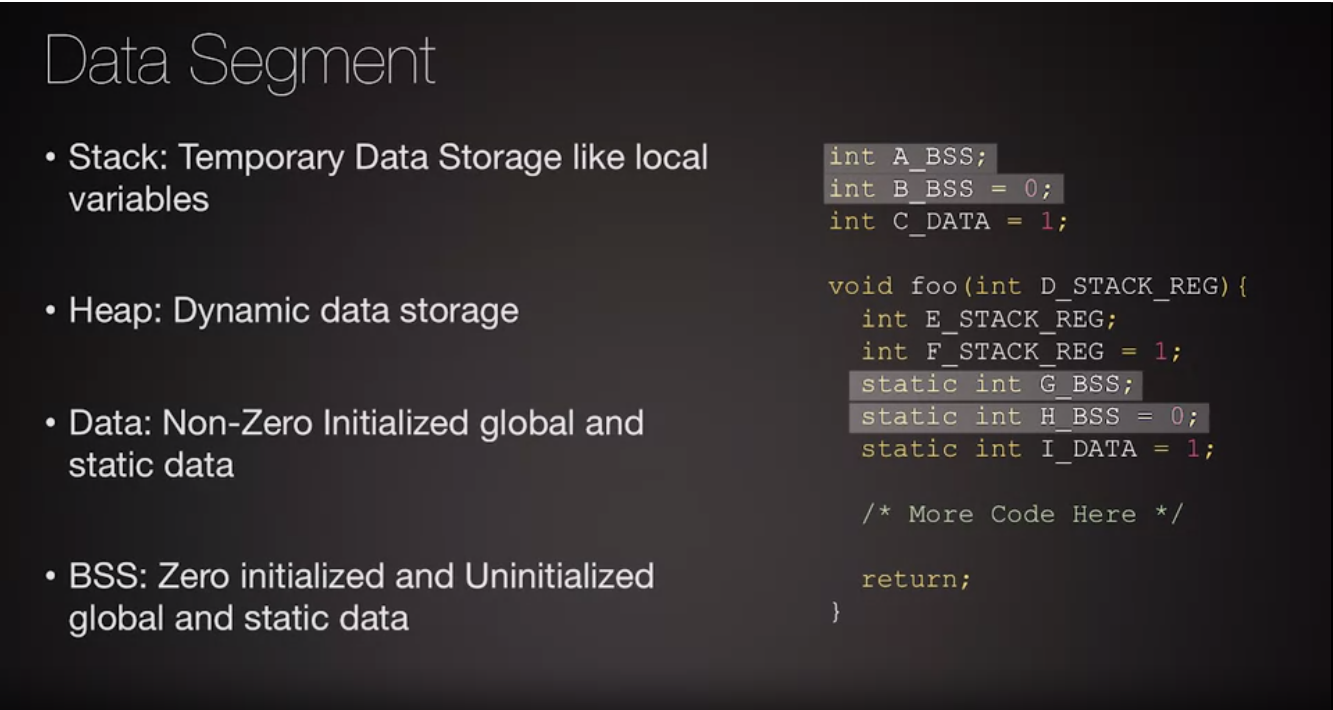 Data Segment
• Stack: Temporary Data Storage like local
variables
• Heap: Dynamic data storage
• Data: Non-Zero Initialized global and
static data
• BSS: Zero initialized and Uninitialized
global and static data
int A_BSS;
int B_BSS = 0;
int C_DATA = 1;
void foo(int D_STACK_REG){
int E_STACK_REG;
int F_STACK_REG = 1;
static int G_BSS;
static int H_BSS = 0;
static int I_DATA = 1;
/* More Code Here */
return;
}